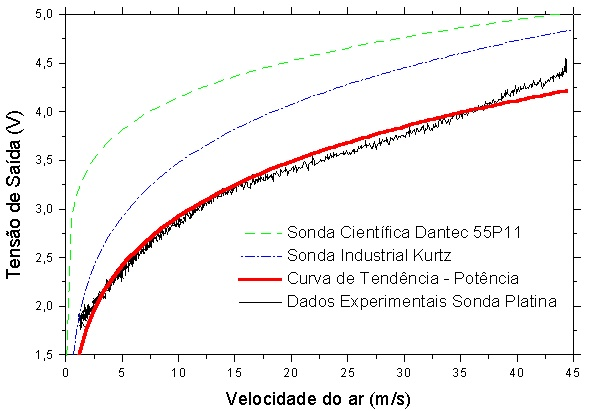 5,0
4,5
4,0
3,5
3,0
2,5
2,0
1,5
Tensão de Saída (V)
Sonda Científica Dantec 55P11
Sonda Industrial Kurtz
Curva de Tendência - Potência
Dados Experimentais Sonda Platina
0 5 10 15 20 25 30 35 40 45
Velocidade do ar (m/s)